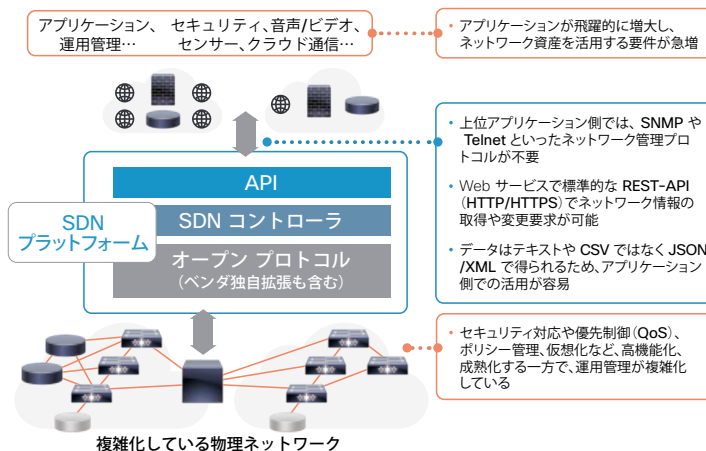 アプリケーション、 セキュリティ、音声/ビデオ、
運用管理… センサー、クラウド通信…
• アプリケーションが飛躍的に増大し、
ネットワーク資産を活用する要件が急増
• 上位アプリケーション側では、SNMP や
Telnet といったネットワーク管理プロ
トコルが不要
• Web サービスで標準的な REST-API
(HTTP/HTTPS)でネットワーク情報の
取得や変更要求が可能
• データはテキストや CSV ではなく JSON
/XML で得られるため、アプリケーション
側での活用が容易
API
SDN コントローラ
SDN
プラットフォーム
オープン プロトコル
(ベンダ独自拡張も含む)
• セキュリティ対応や優先制御(QoS)、
ポリシー管理、仮想化など、高機能化、
成熟化する一方で、運用管理が複雑化
している
複雑化している物理ネットワーク